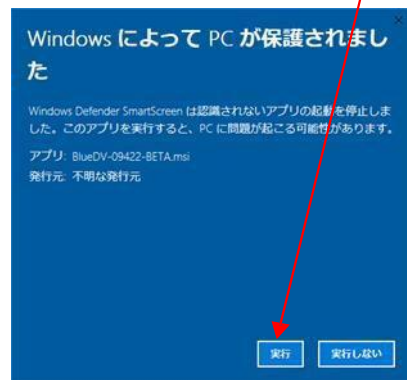 Windows によって PC が保護されまし
た
Windows Defender SmartScreen は認識されないアプリの起動を停止しま
した。このアプリを実行すると、PC に問題が起こる可能性があります。
アプリ: BlueDV-09422-BETA.msi
発行元: 不明な発行元
実行 実行しない